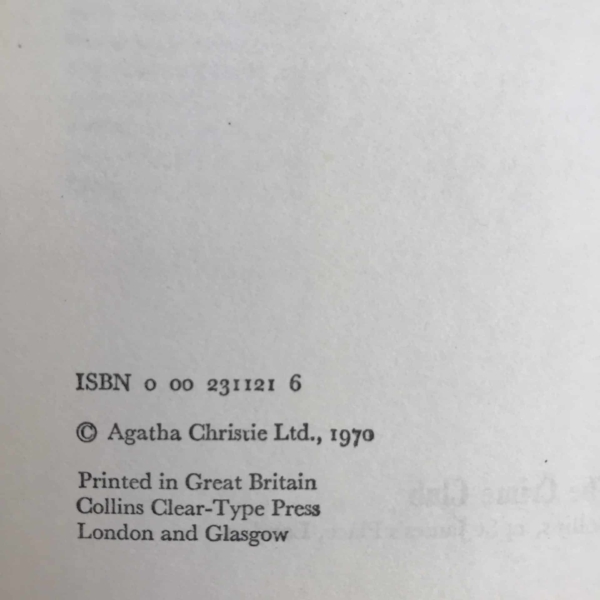 ISBN 0 00 231121 6
© Agatha Christie Ltd., 1970
Printed in Great Britain
Collins Clear-Type Press
London and Glasgow